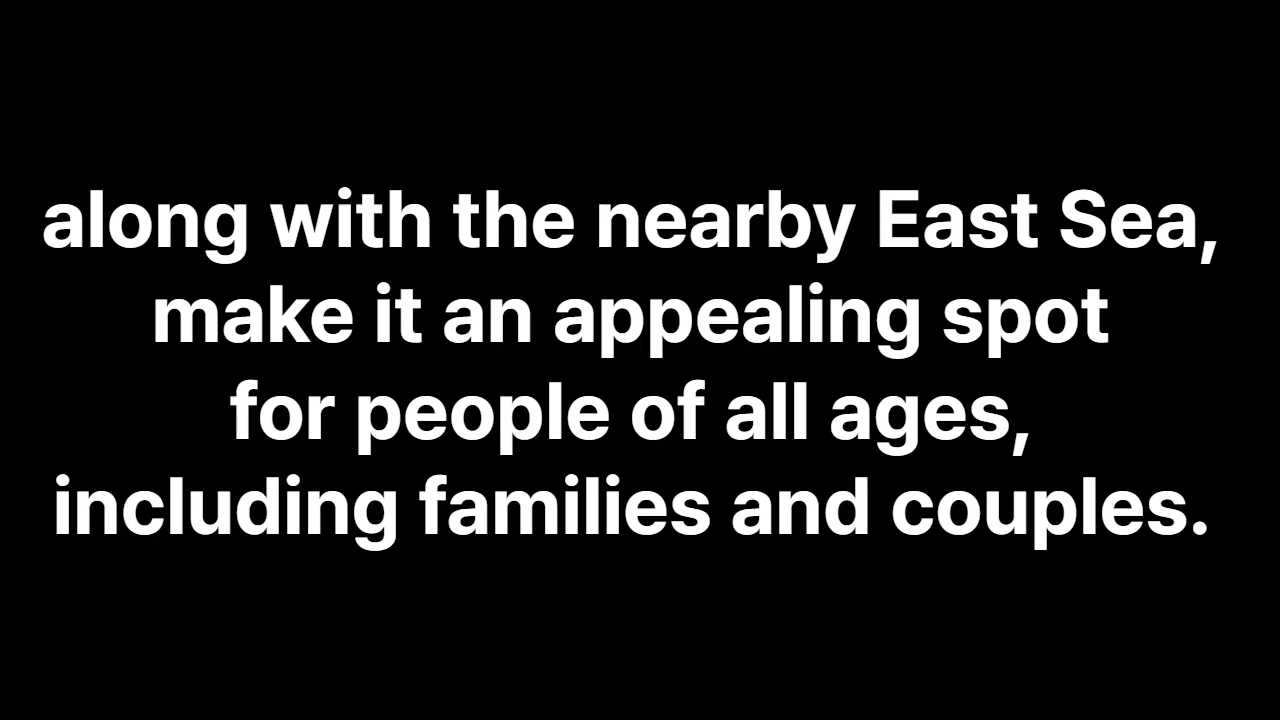 along with the nearby East Sea,
make it an appealing spot
for people of all ages,
including families and couples.